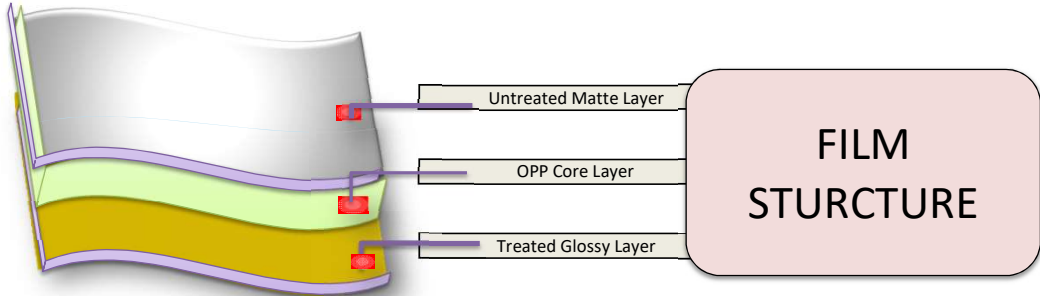 Untreated Matte Layer
OPP Core Layer
Treated Glossy Layer
FILM
STURCTURE